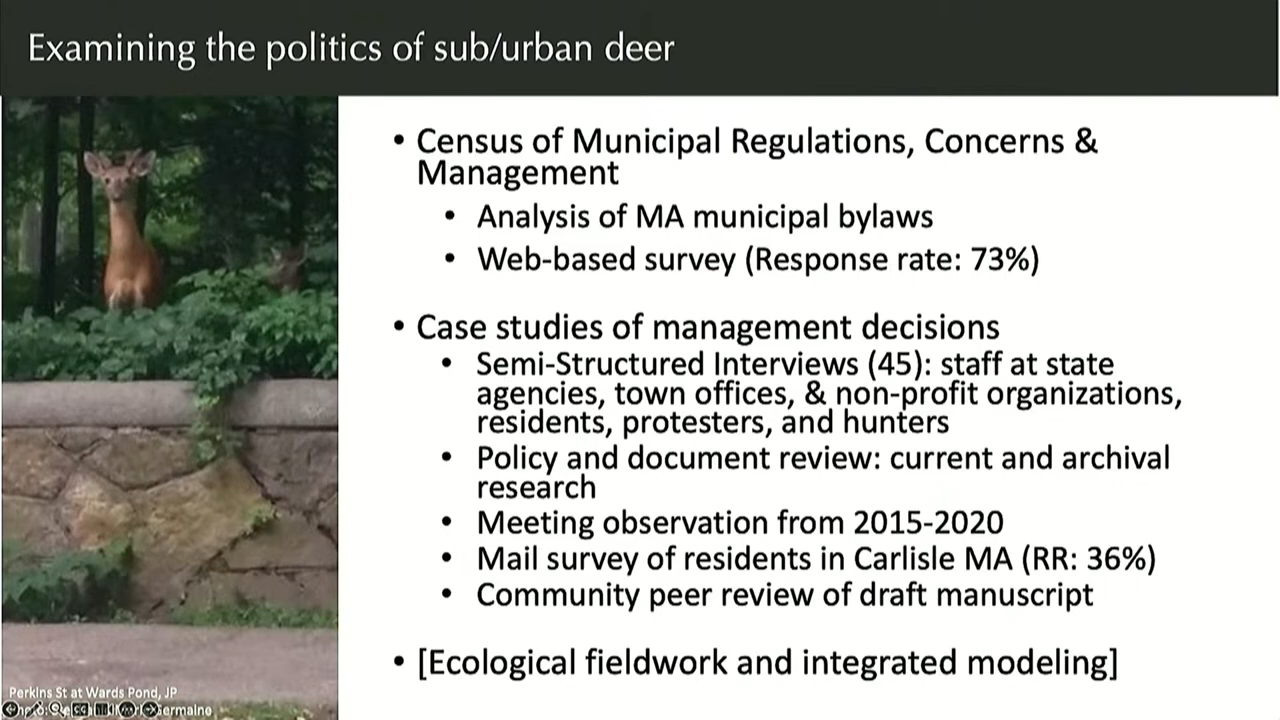 Examining the politics of sub/urban deer
• Census of Municipal Regulations, Concerns &
Management
• Analysis of MA municipal bylaws
• Web-based survey (Response rate: 73%)
• Case studies of management decisions
• Semi-Structured Interviews (45): staff at state
agencies, town offices, & non-profit organizations,
residents, protesters, and hunters
• Policy and document review: current and archival
research
• Meeting observation from 2015-2020
• Mail survey of residents in Carlisle MA (RR: 36%)
• Community peer review of draft manuscript
• [Ecological fieldwork and integrated modeling]
Perkins St at Wards Pond, JP
Germaine